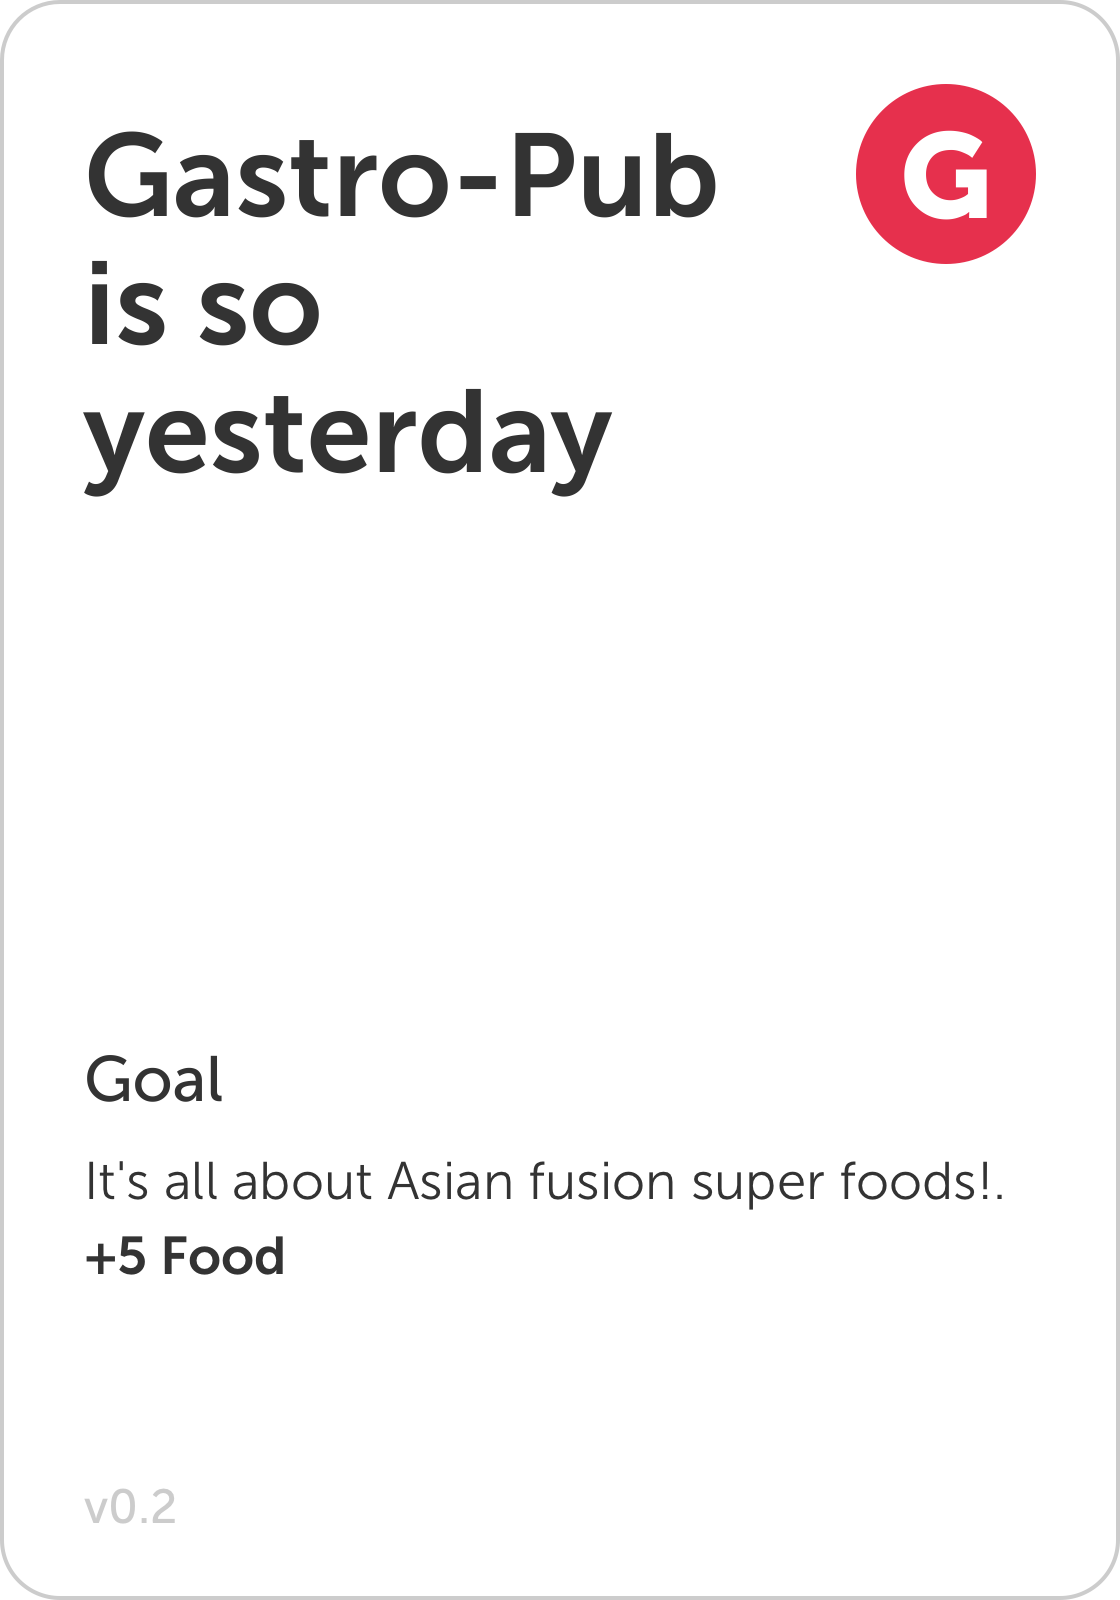 Gastro-Pub
G
is so
yesterday
Goal
It's all about Asian fusion super foods!.
+5 Food
v0.2